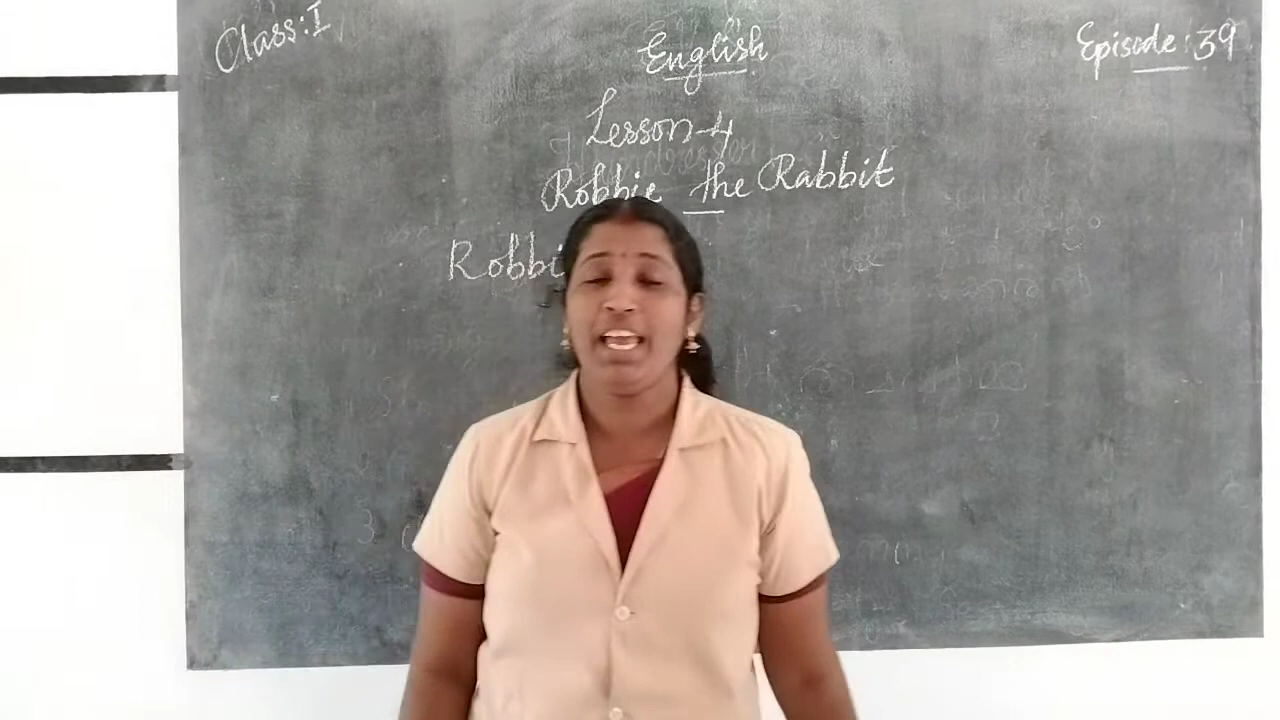 Class: I
English
Episode: 39
Lesson-4
Robbie the Rabbit
Robbi